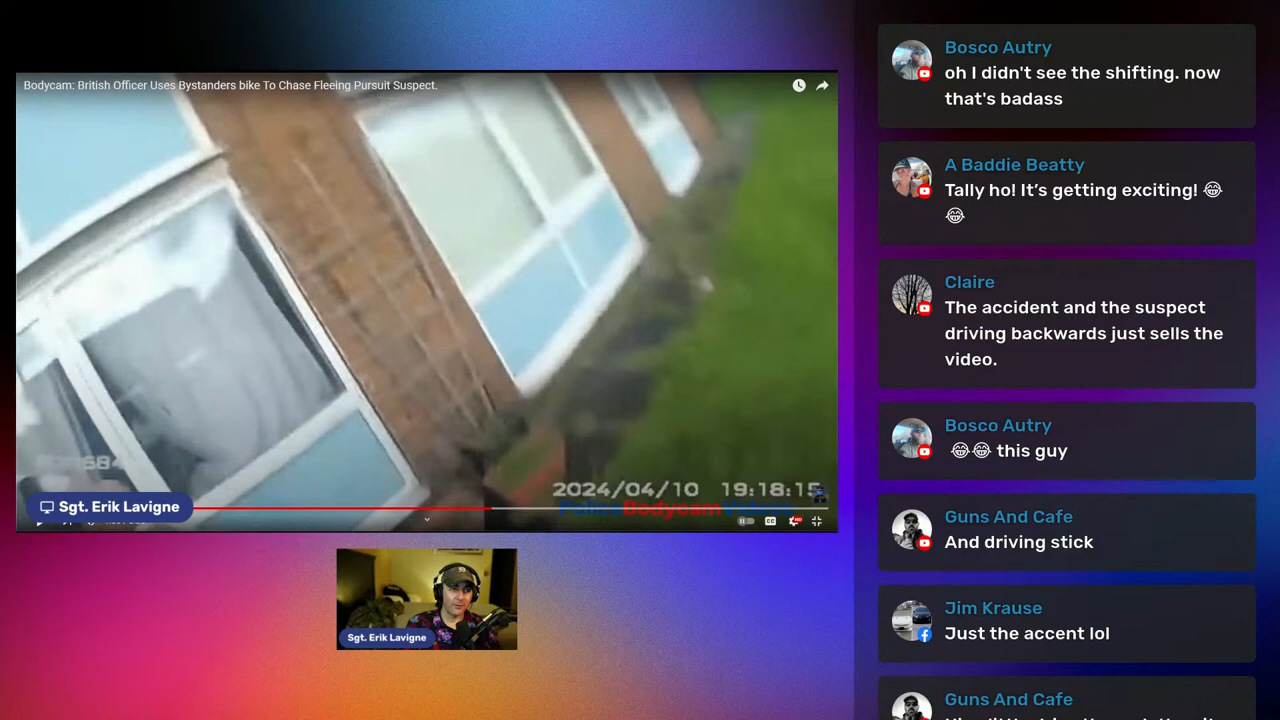 Bodycam: British Officer Uses Bystanders bike To Chase Fleeing Pursuit Suspect.
2024/04/10 19:18:15
Sgt. Erik Lavigne
Sgt. Erik Lavigne
Bosco Autry
oh I didn't see the shifting. now
that's badass
A Baddie Beatty
Tally ho! It's getting exciting! 😂
😂
Claire
The accident and the suspect
driving backwards just sells the
video.
Bosco Autry
😂😂 this guy
Guns And Cafe
And driving stick
Jim Krause
Just the accent lol
Guns And Cafe